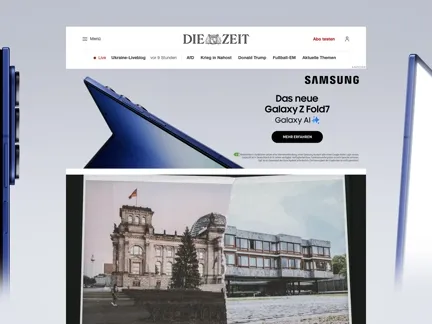 Menü
DIE ZEIT
Abo testen
Live Ukraine-Liveblog vor 9 Stunden AfD Krieg in Nahost Donald Trump Fußball-EM Aktuelle Themen
SAMSUNG
Das neue
Galaxy Z Fold7
Galaxy AI
MEHR ERFAHREN